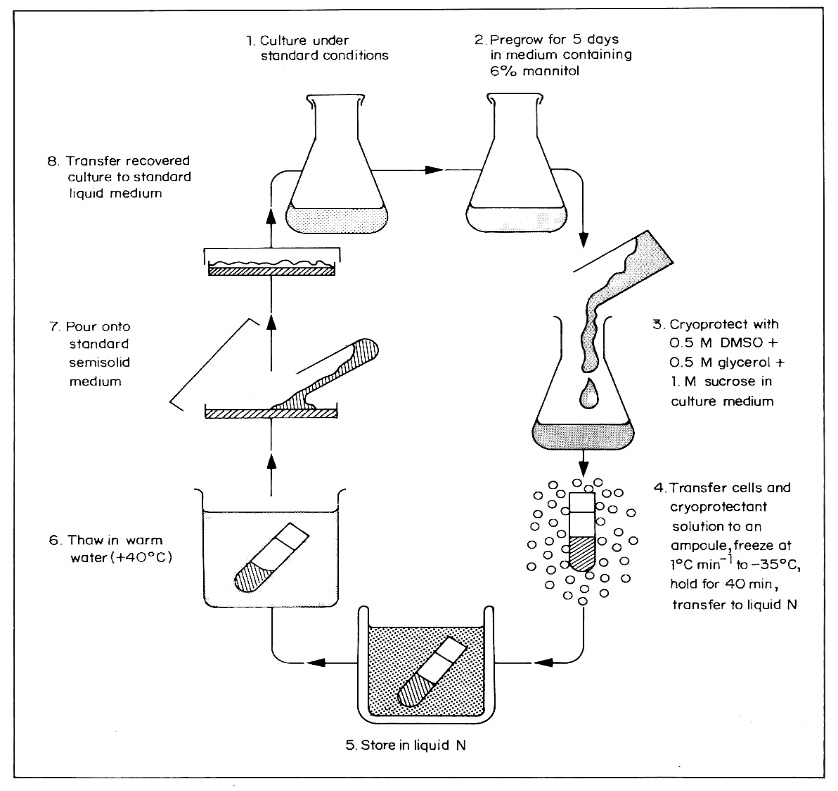 1. Culture under
standard conditions
2. Pregrow for 5 days
in medium containing
6% mannitol
3. Cryoprotect with
0.5 M DMSO +
0.5 M glycerol +
1. M sucrose in
culture medium
4. Transfer cells and
cryoprotectant
solution to an
ampoule, freeze at
1°C min⁻¹ to -35°C,
hold for 40 min,
transfer to liquid N
5. Store in liquid N
6. Thaw in warm
water (+40°C)
7. Pour onto
standard
semisolid
medium
8. Transfer recovered
culture to standard
liquid medium